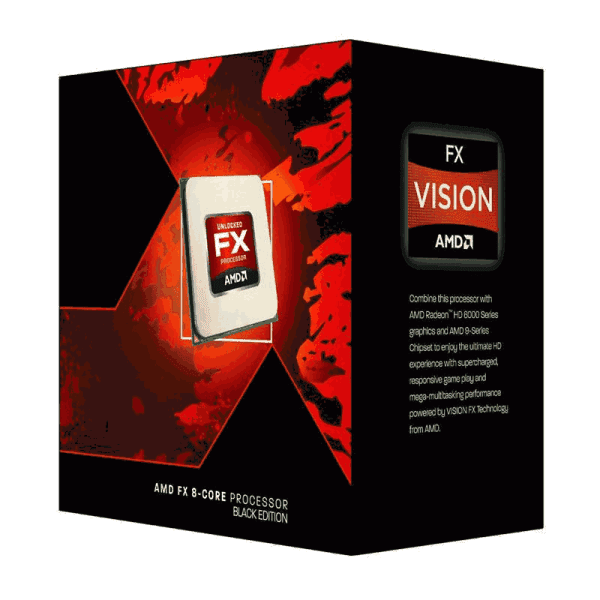 UNLOCKED
FX
PROCESSOR
AMD
AMD FX 8-CORE PROCESSOR
BLACK EDITION
FX
VISION
AMD
Combine this processor with
AMD Radeon™ HD 6000 Series
graphics and AMD 9-Series
Chipset to enjoy the ultimate HD
experience with supercharged,
responsive game play and
mega-multitasking performance
powered by VISION FX Technology
from AMD.